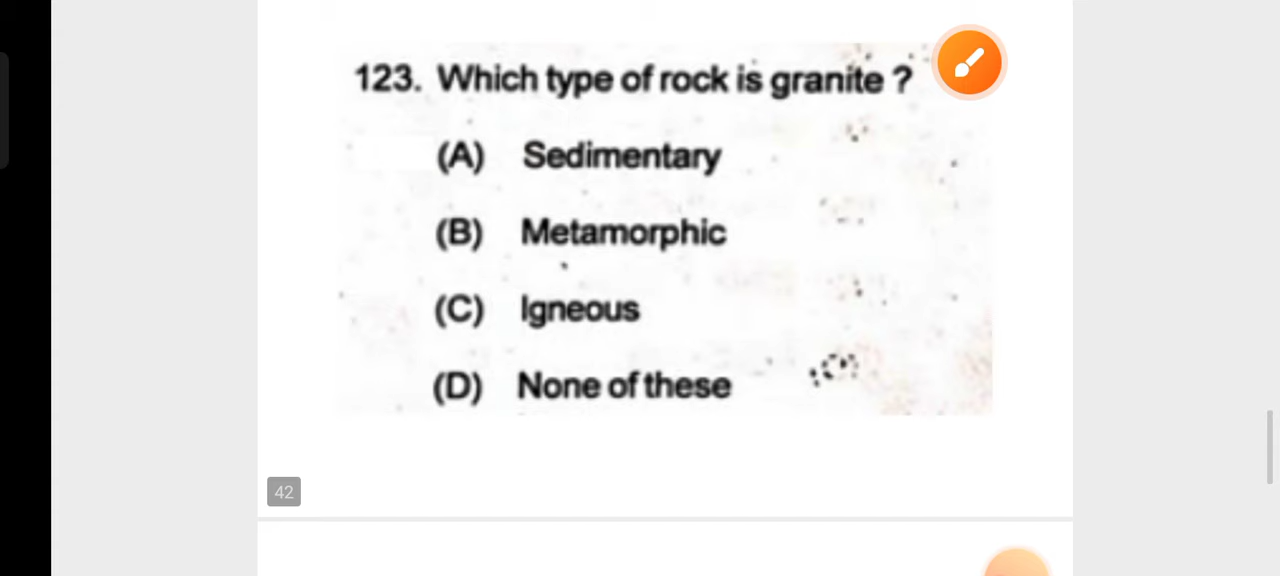 123. Which type of rock is granite ?
(A) Sedimentary
(B) Metamorphic
(C) Igneous
(D) None of these
42